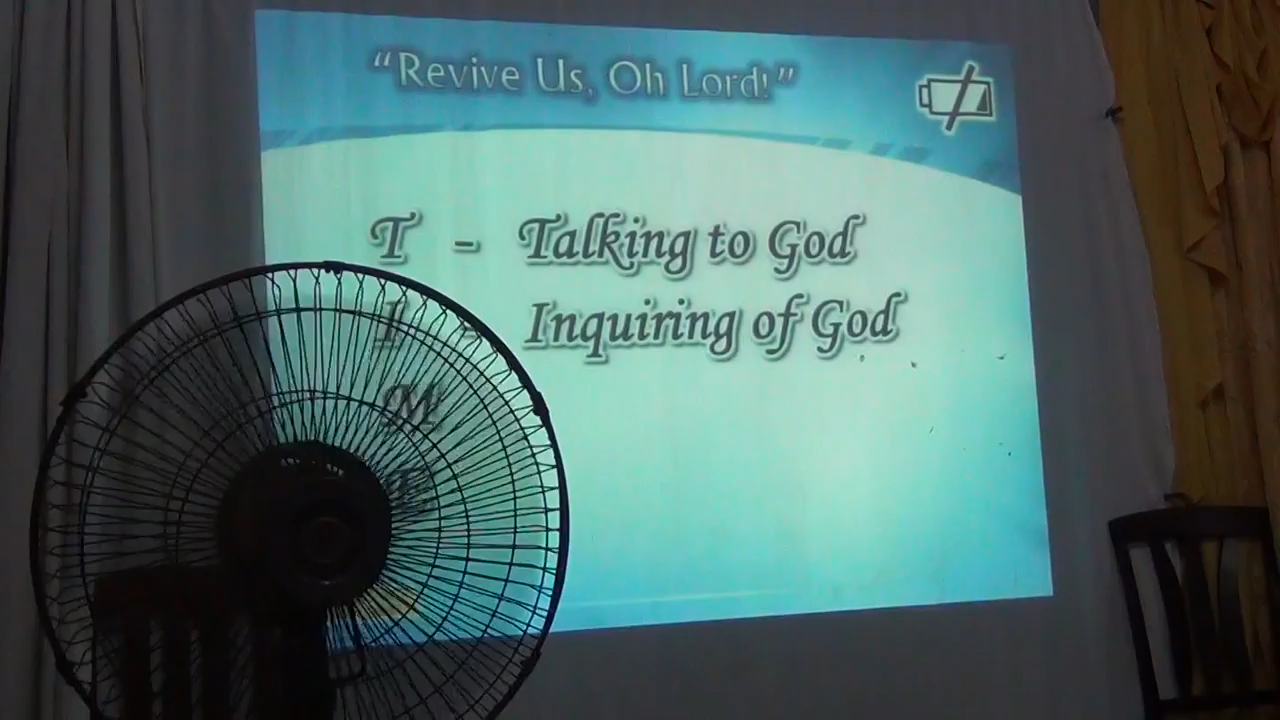 “Revive Us, Oh Lord!”
T - Talking to God
I - Inquiring of God
M
E